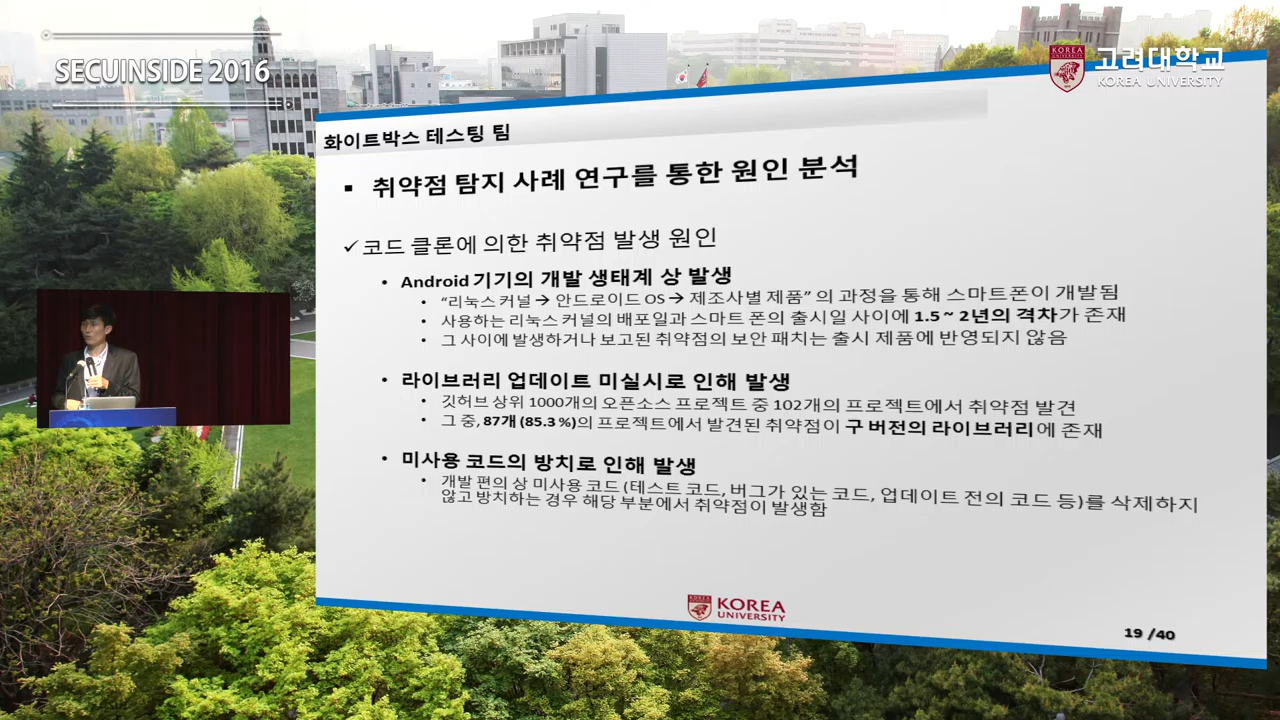 SECUINSIDE 2016
KOREA
고려대학교
KOREA UNIVERSITY
화이트박스 테스팅 팀
▪ 취약점 탐지 사례 연구를 통한 원인 분석
✓ 코드 클론에 의한 취약점 발생 원인
• Android 기기의 개발 생태계 상 발생
• “리눅스 커널 → 안드로이드 OS → 제조사별 제품” 의 과정을 통해 스마트폰이 개발됨
• 사용하는 리눅스 커널의 배포일과 스마트 폰의 출시일 사이에 1.5 ~ 2년의 격차가 존재
• 그 사이에 발생하거나 보고된 취약점의 보안 패치는 출시 제품에 반영되지 않음
• 라이브러리 업데이트 미실시로 인해 발생
• 깃허브 상위 1000개의 오픈소스 프로젝트 중 102개의 프로젝트에서 취약점 발견
• 그 중, 87개 (85.3 %)의 프로젝트에서 발견된 취약점이 구 버전의 라이브러리에 존재
• 미사용 코드의 방치로 인해 발생
• 개발 편의 상 미사용 코드 (테스트 코드, 버그가 있는 코드, 업데이트 전의 코드 등)를 삭제하지
않고 방치하는 경우 해당 부분에서 취약점이 발생함
KOREA
UNIVERSITY
19 /40